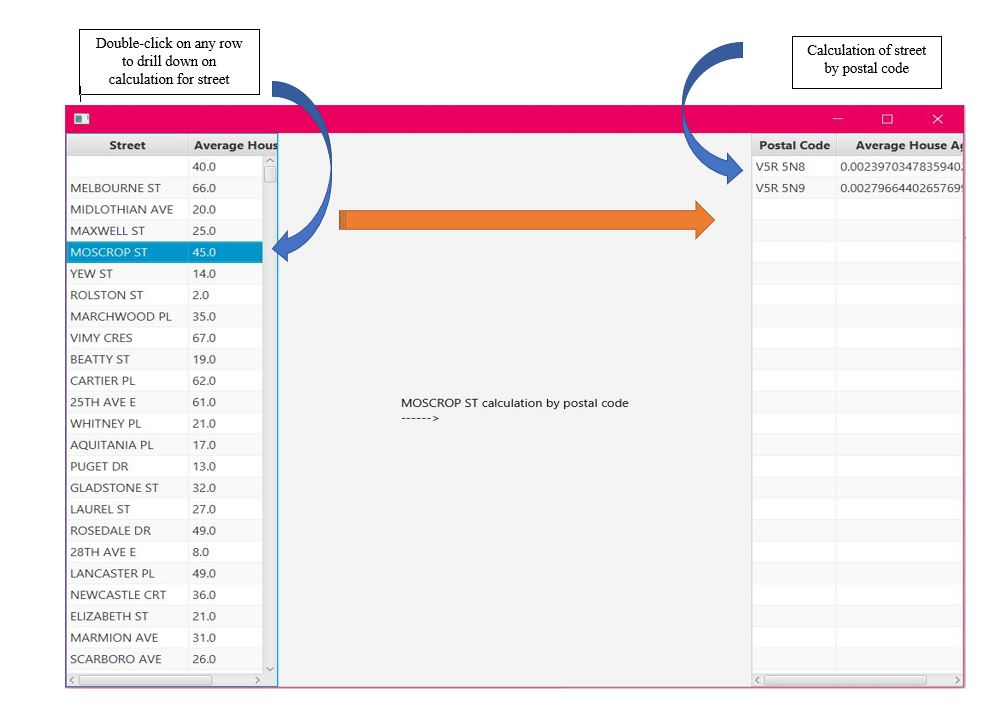 Double-click on any row
to drill down on
calculation for street
Calculation of street
by postal code
Street Average Hous
40.0
MELBOURNE ST 66.0
MIDLOTHIAN AVE 20.0
MAXWELL ST 25.0
MOSCROP ST 45.0
YEW ST 14.0
ROLSTON ST 2.0
MARCHWOOD PL 35.0
VIMY CRES 67.0
BEATTY ST 19.0
CARTIER PL 62.0
25TH AVE E 61.0
WHITNEY PL 21.0
AQUITANIA PL 17.0
PUGET DR 13.0
GLADSTONE ST 32.0
LAUREL ST 27.0
ROSEDALE DR 49.0
28TH AVE E 8.0
LANCASTER PL 49.0
NEWCASTLE CRT 36.0
ELIZABETH ST 21.0
MARMION AVE 31.0
SCARBORO AVE 26.0
MOSCROP ST calculation by postal code
------>
Postal Code Average House Ag
V5R 5N8 0.00239703478359402
V5R 5N9 0.00279664402657699